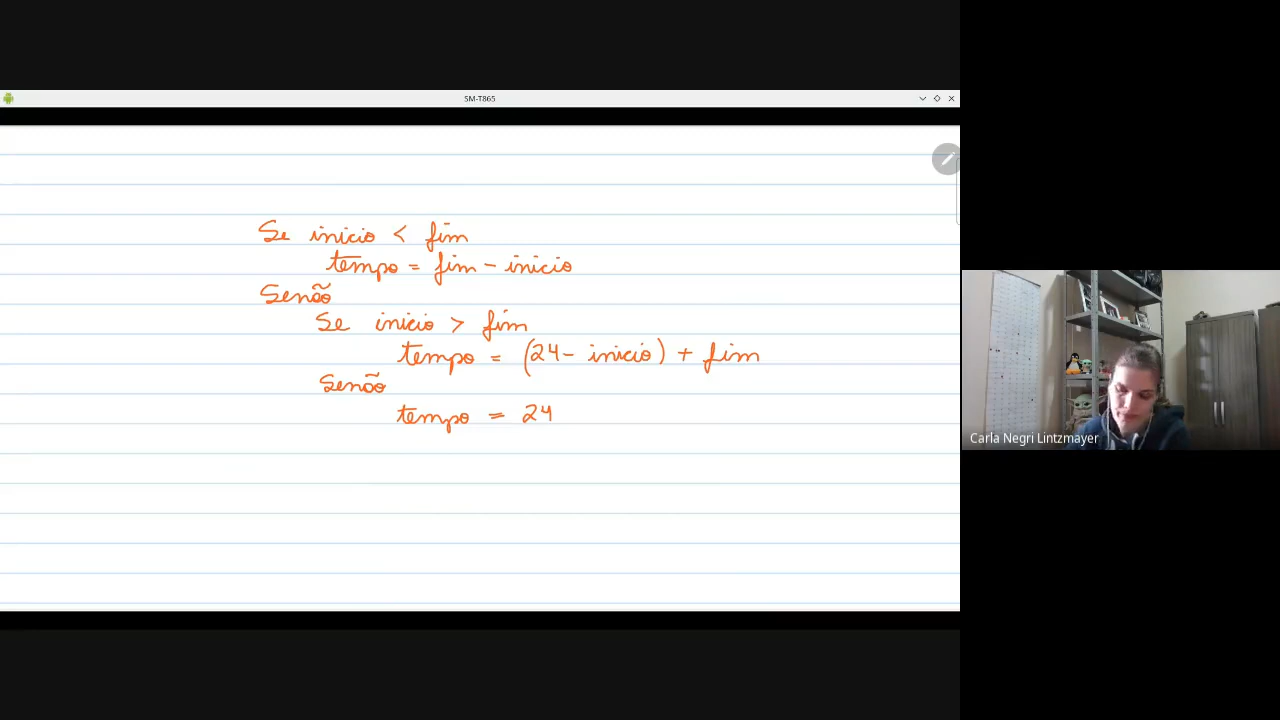 SM-T865
Se inicio < fim
tempo = fim - inicio
Senão
Se inicio > fim
tempo = (24 - inicio) + fim
Senão
tempo = 24
Carla Negri Lintzmayer